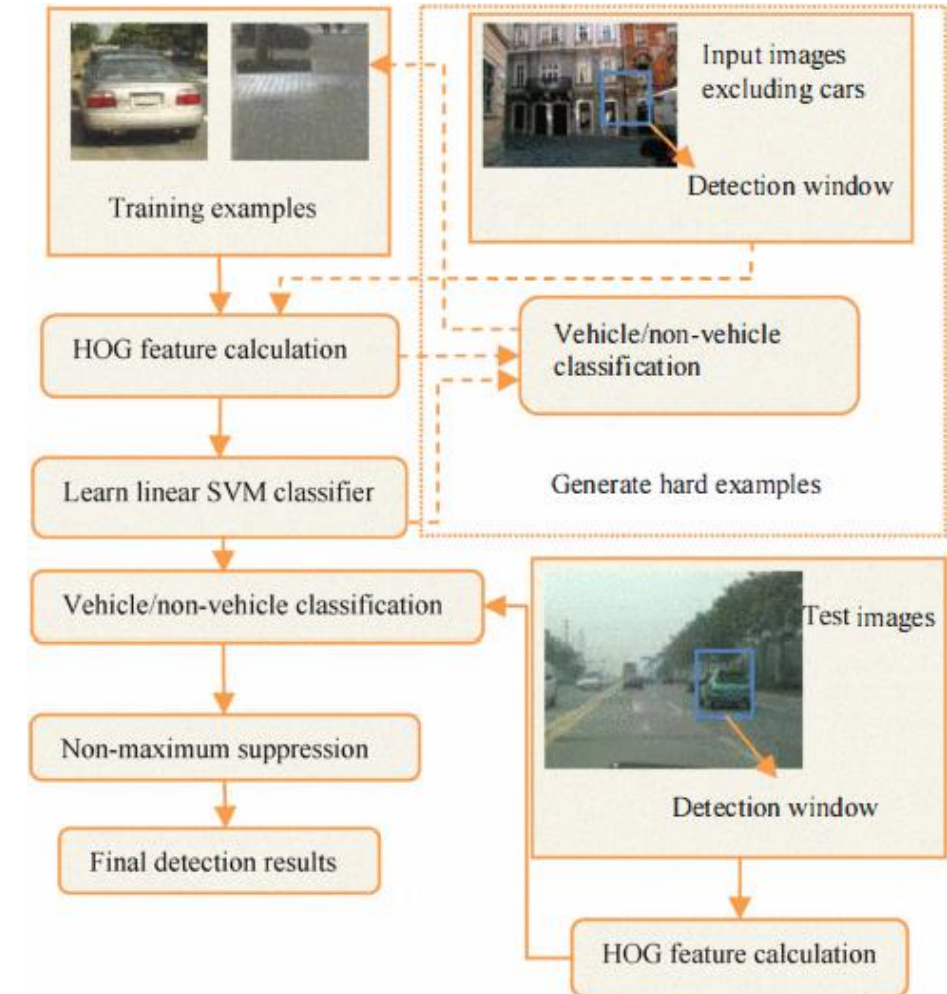 Training examples
Input images
excluding cars
Detection window
HOG feature calculation
Vehicle/non-vehicle
classification
Learn linear SVM classifier
Generate hard examples
Vehicle/non-vehicle classification
Test images
Non-maximum suppression
Detection window
Final detection results
HOG feature calculation